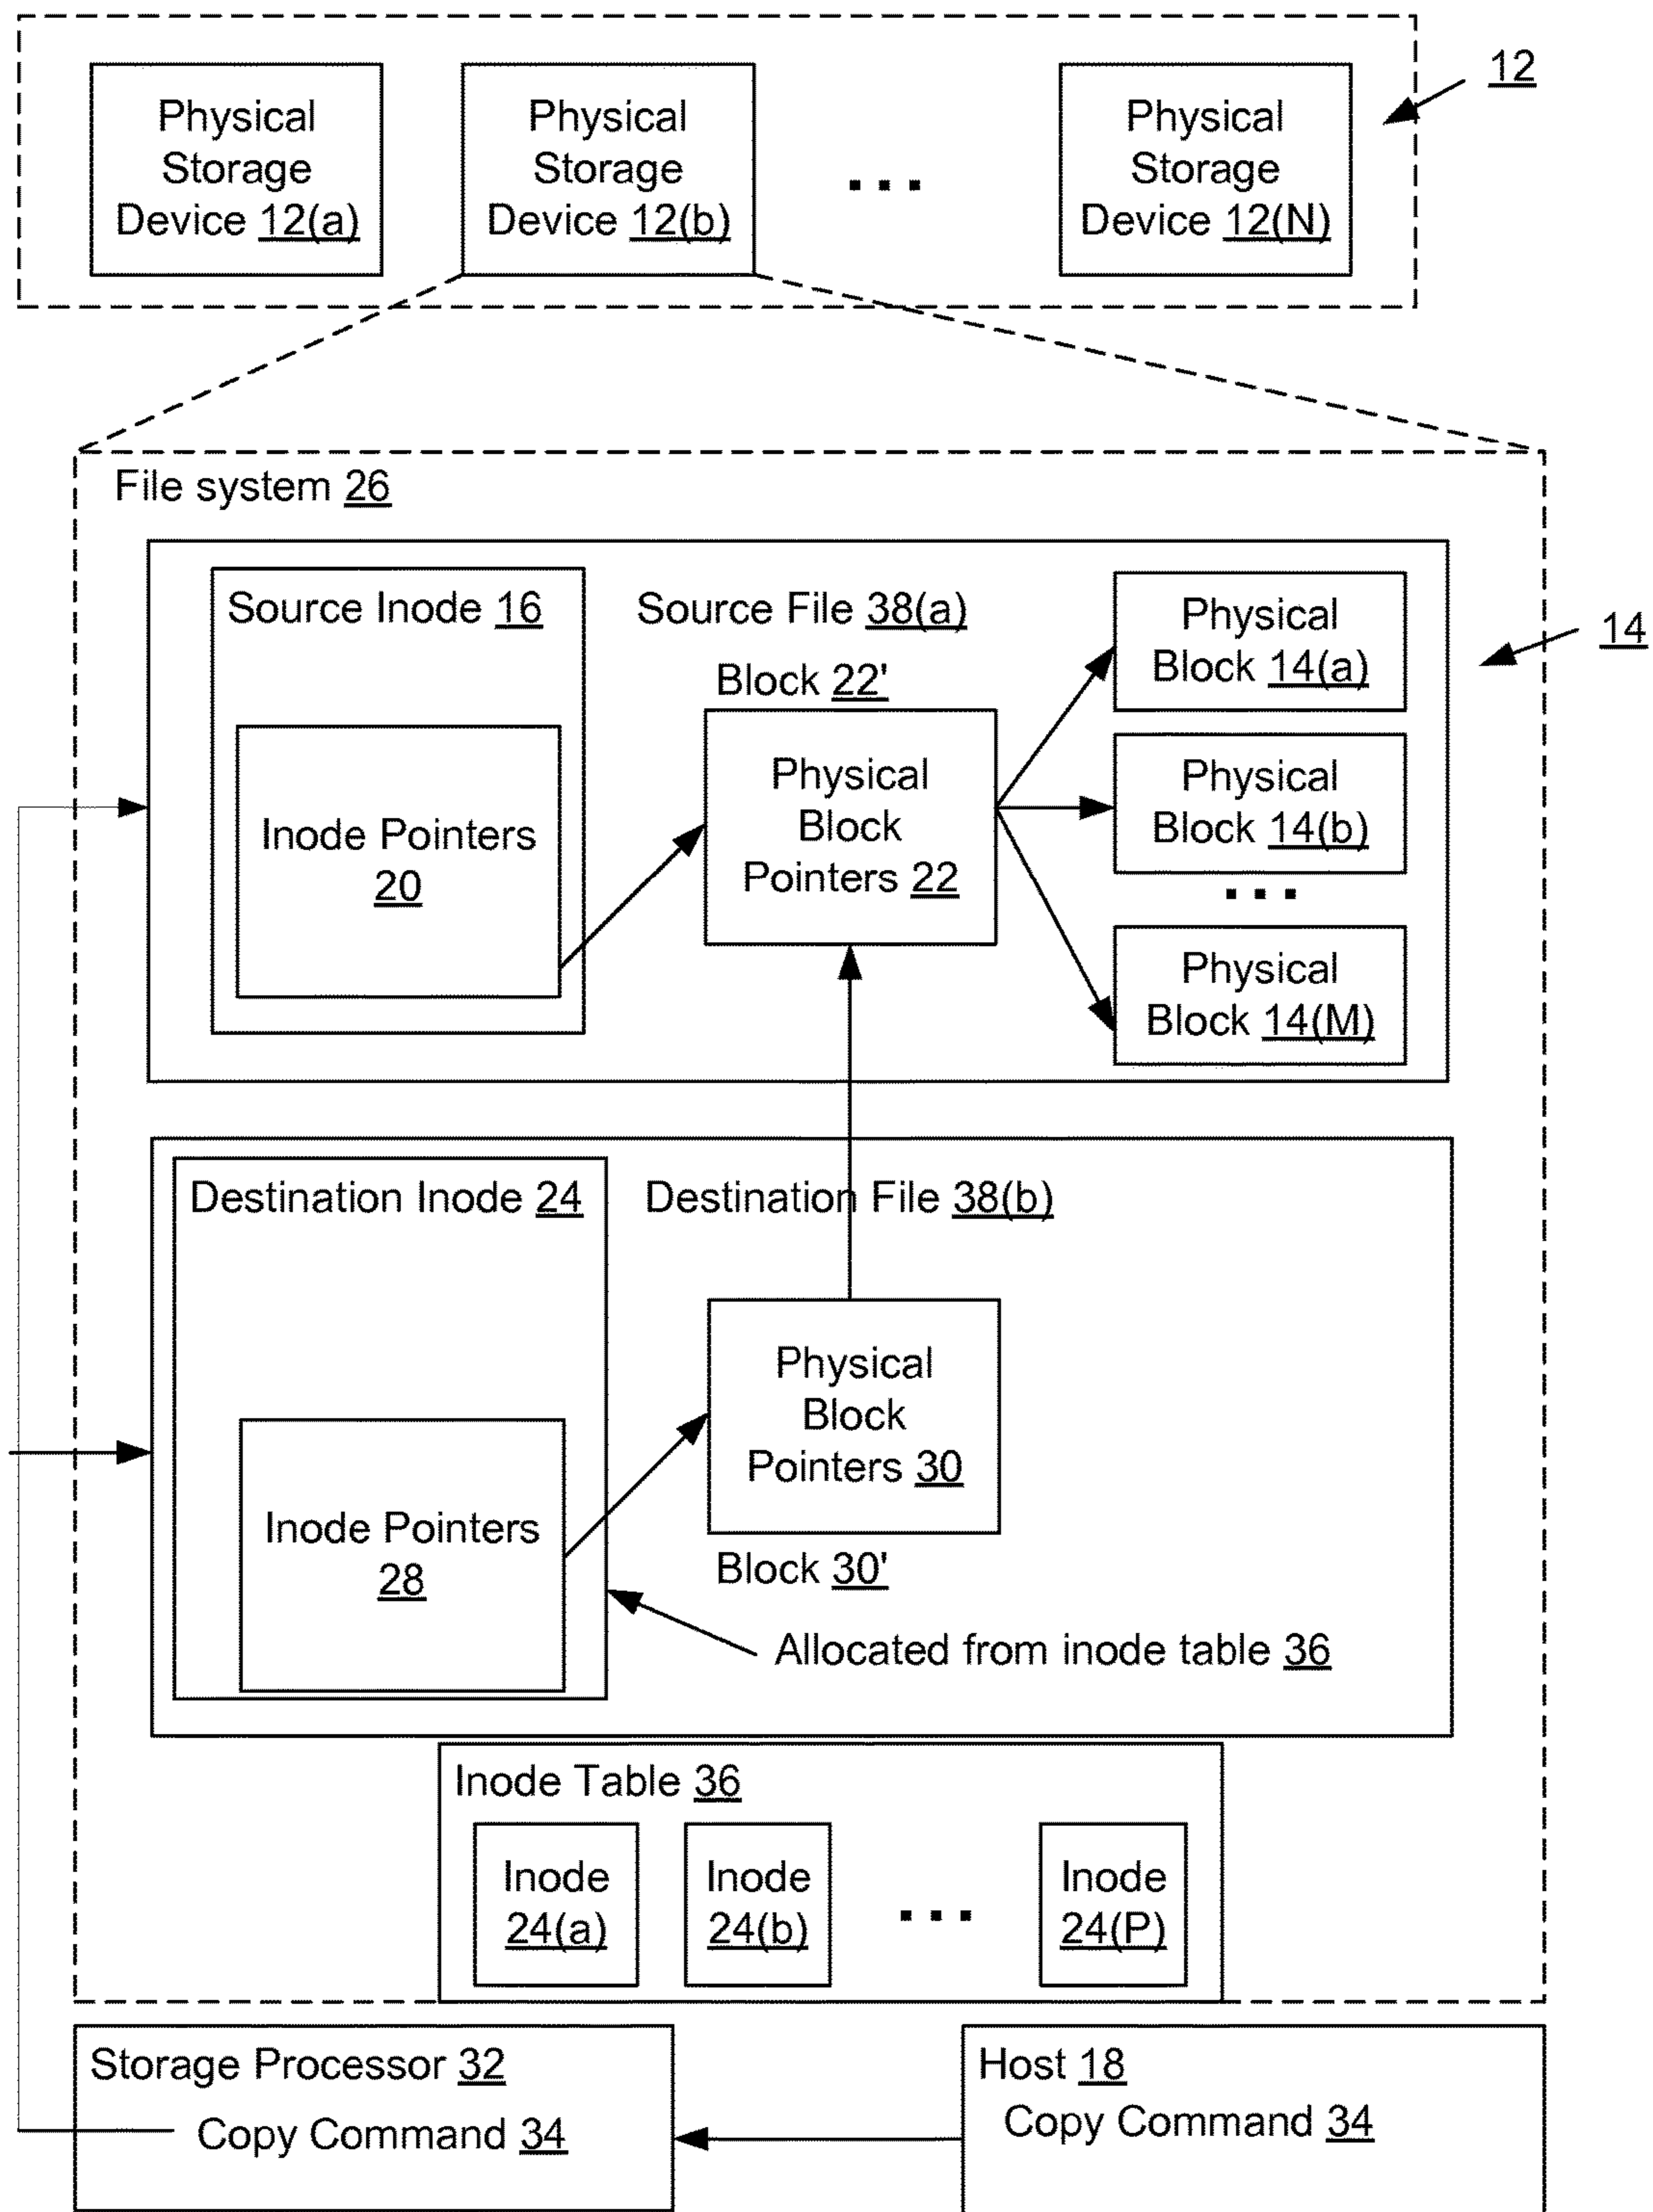 12
Physical
Storage
Device 12(a)
Physical
Storage
Device 12(b)
...
Physical
Storage
Device 12(N)
File system 26
14
Source Inode 16
Inode Pointers
20
Source File 38(a)
Block 22'
Physical
Block
Pointers 22
Physical
Block 14(a)
Physical
Block 14(b)
...
Physical
Block 14(M)
Destination Inode 24
Inode Pointers
28
Destination File 38(b)
Physical
Block
Pointers 30
Block 30'
Allocated from inode table 36
Inode Table 36
Inode
24(a)
Inode
24(b)
...
Inode
24(P)
Storage Processor 32
Copy Command 34
Host 18
Copy Command 34